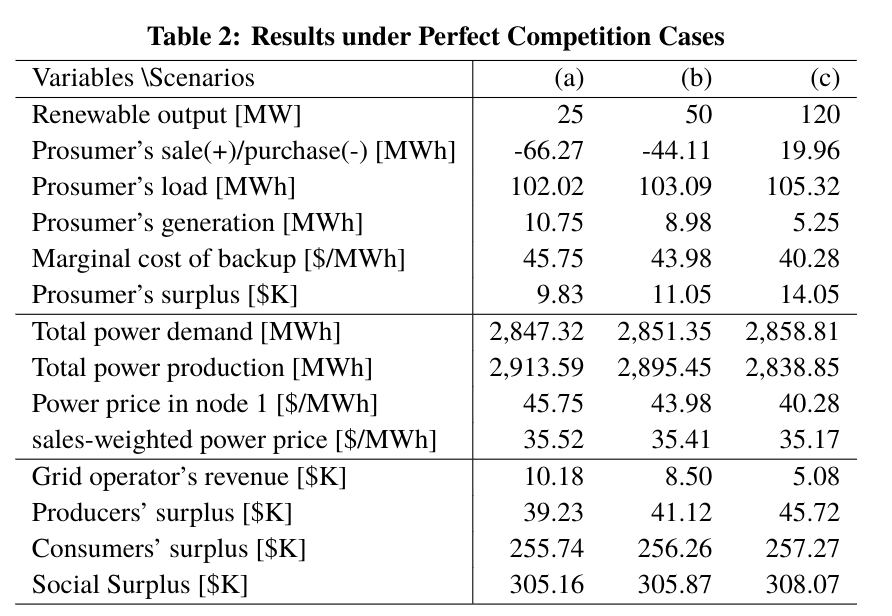 Table 2: Results under Perfect Competition Cases
Variables \Scenarios (a) (b) (c)
Renewable output [MW] 25 50 120
Prosumer's sale(+)/purchase(-) [MWh] -66.27 -44.11 19.96
Prosumer's load [MWh] 102.02 103.09 105.32
Prosumer's generation [MWh] 10.75 8.98 5.25
Marginal cost of backup [$/MWh] 45.75 43.98 40.28
Prosumer's surplus [$K] 9.83 11.05 14.05
Total power demand [MWh] 2,847.32 2,851.35 2,858.81
Total power production [MWh] 2,913.59 2,895.45 2,838.85
Power price in node 1 [$/MWh] 45.75 43.98 40.28
sales-weighted power price [$/MWh] 35.52 35.41 35.17
Grid operator's revenue [$K] 10.18 8.50 5.08
Producers' surplus [$K] 39.23 41.12 45.72
Consumers' surplus [$K] 255.74 256.26 257.27
Social Surplus [$K] 305.16 305.87 308.07